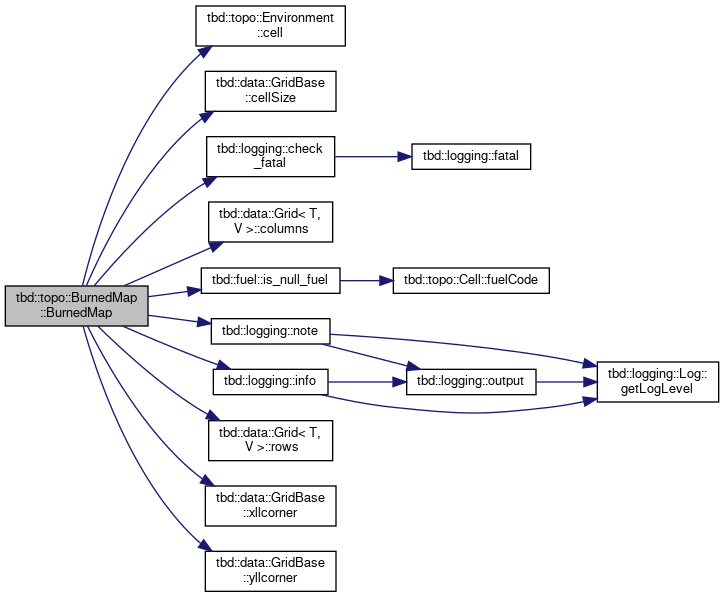 tbd::topo::Environment
::cell
tbd::data::GridBase
::cellSize
tbd::logging::check
_fatal
tbd::logging::fatal
tbd::data::Grid< T,
V >::columns
tbd::fuel::is_null_fuel
tbd::topo::Cell::fuelCode
tbd::topo::BurnedMap
::BurnedMap
tbd::logging::note
tbd::logging::info
tbd::logging::output
tbd::logging::Log::
getLogLevel
tbd::data::Grid< T,
V >::rows
tbd::data::GridBase
::xllcorner
tbd::data::GridBase
::yllcorner